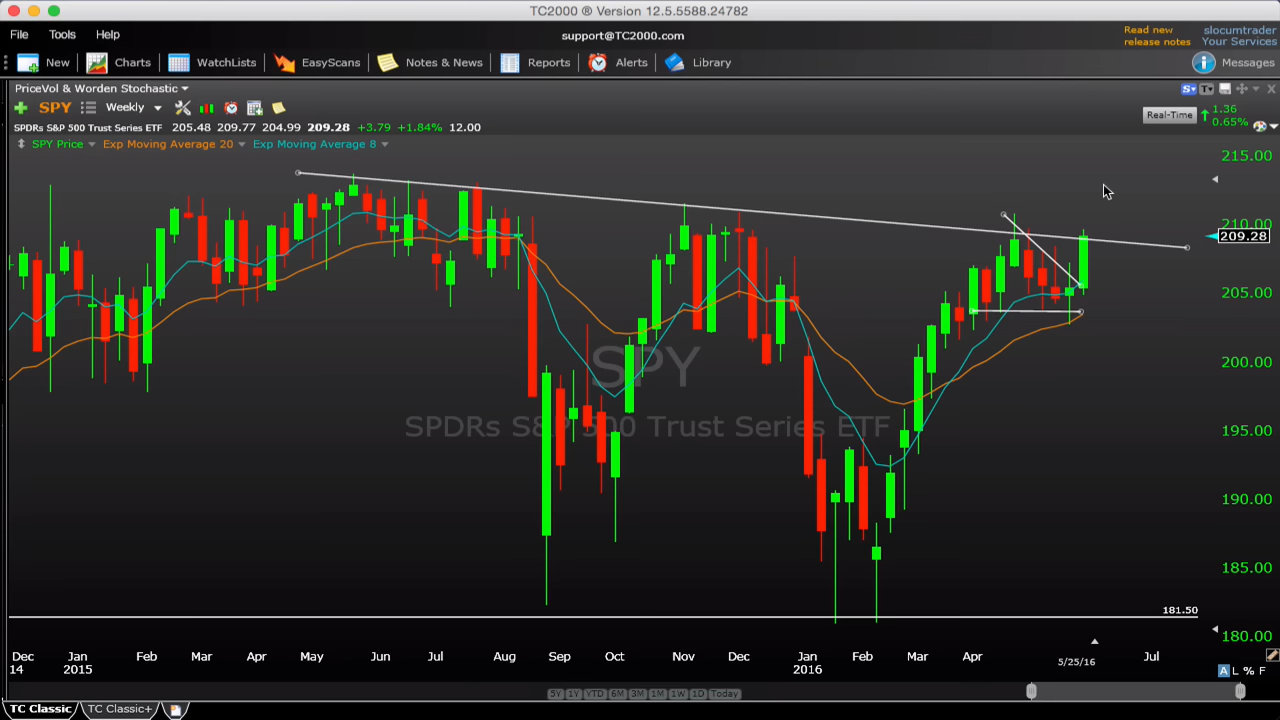 TC2000 ® Version 12.5.5588.24782
File Tools Help
support@TC2000.com
Read new
release notes
slocumtrader
Your Services
New Charts WatchLists EasyScans Notes & News Reports Alerts Library
Messages
PriceVol & Worden Stochastic
S T
SPY Weekly
Real-Time
1.36
0.65%
SPDRs S&P 500 Trust Series ETF 205.48 209.77 204.99 209.28 +3.79 +1.84% 12.00
SPY Price Exp Moving Average 20 Exp Moving Average 8
215.00
210.00
209.28
205.00
200.00
195.00
190.00
185.00
180.00
SPY
SPDRs S&P 500 Trust Series ETF
181.50
Dec Jan Feb Mar Apr May Jun Jul Aug Sep Oct Nov Dec Jan Feb Mar Apr 5/25/16 Jul
14 2015 2016
A L % F
5Y 1Y YTD 6M 3M 1M 1W 1D Today
TC Classic TC Classic+